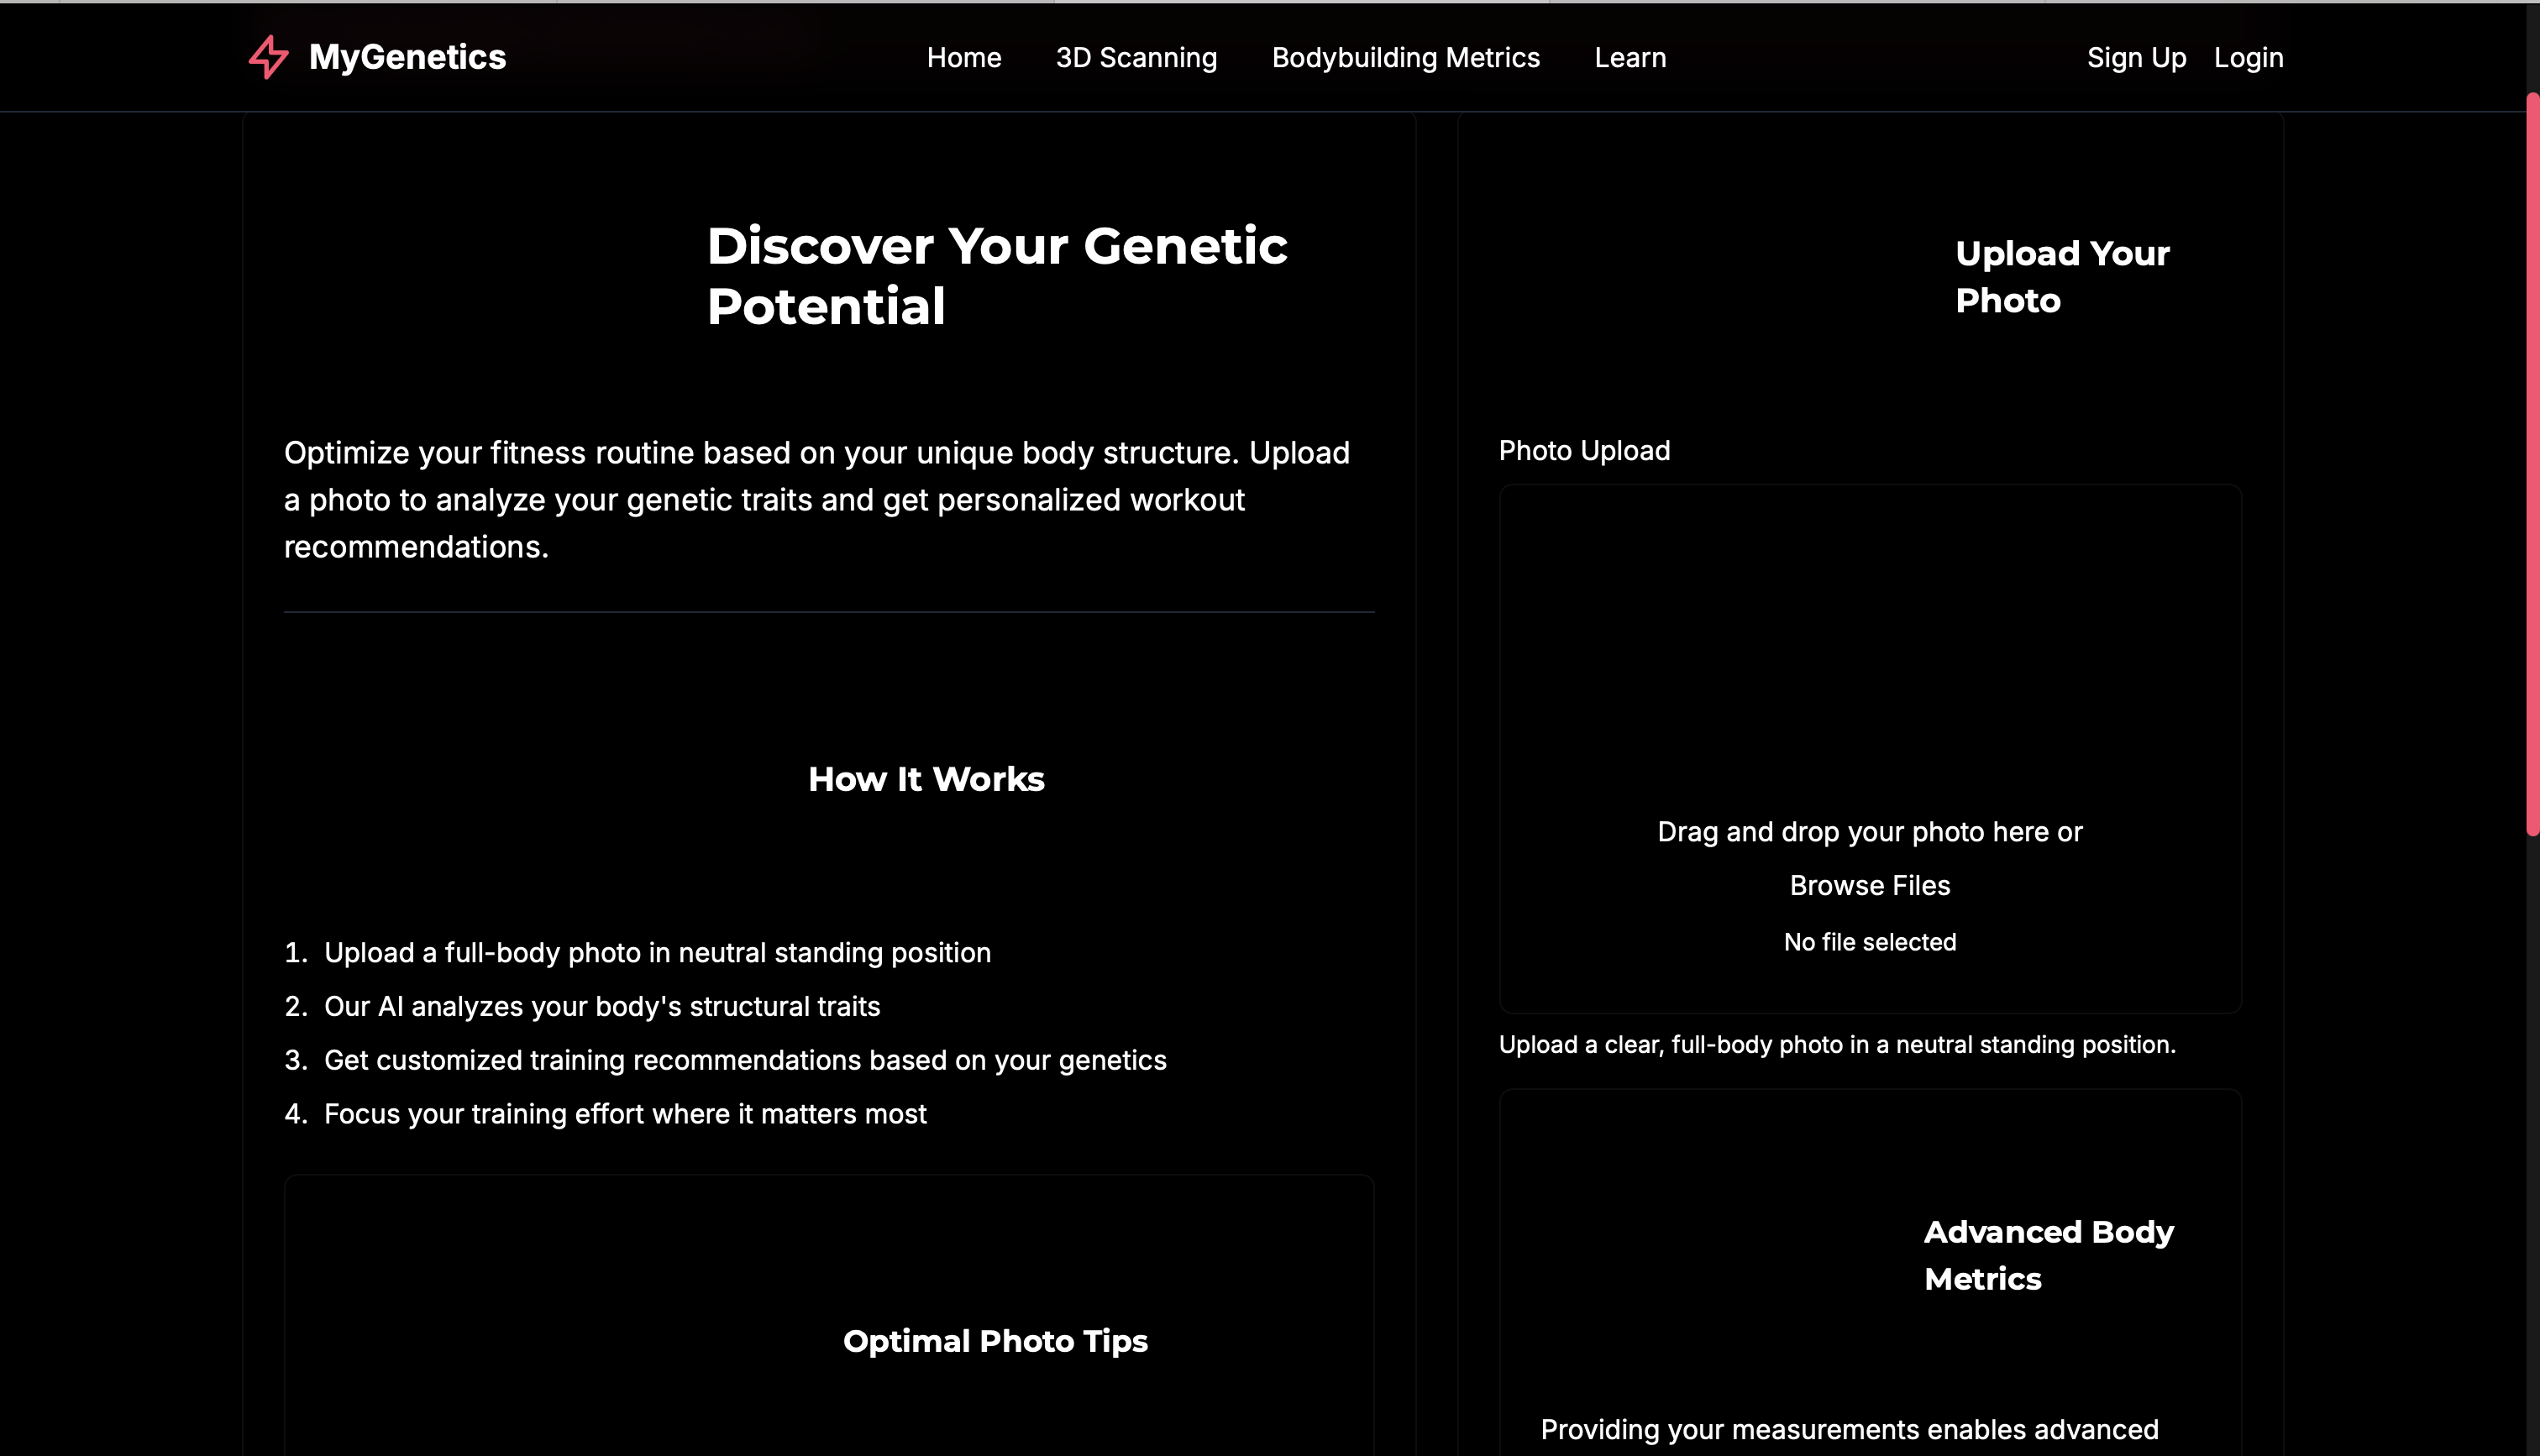 MyGenetics
Home
3D Scanning
Bodybuilding Metrics
Learn
Sign Up
Login
Discover Your Genetic
Potential
Optimize your fitness routine based on your unique body structure. Upload
a photo to analyze your genetic traits and get personalized workout
recommendations.
How It Works
1. Upload a full-body photo in neutral standing position
2. Our AI analyzes your body's structural traits
3. Get customized training recommendations based on your genetics
4. Focus your training effort where it matters most
Optimal Photo Tips
Upload Your
Photo
Photo Upload
Drag and drop your photo here or
Browse Files
No file selected
Upload a clear, full-body photo in a neutral standing position.
Advanced Body
Metrics
Providing your measurements enables advanced